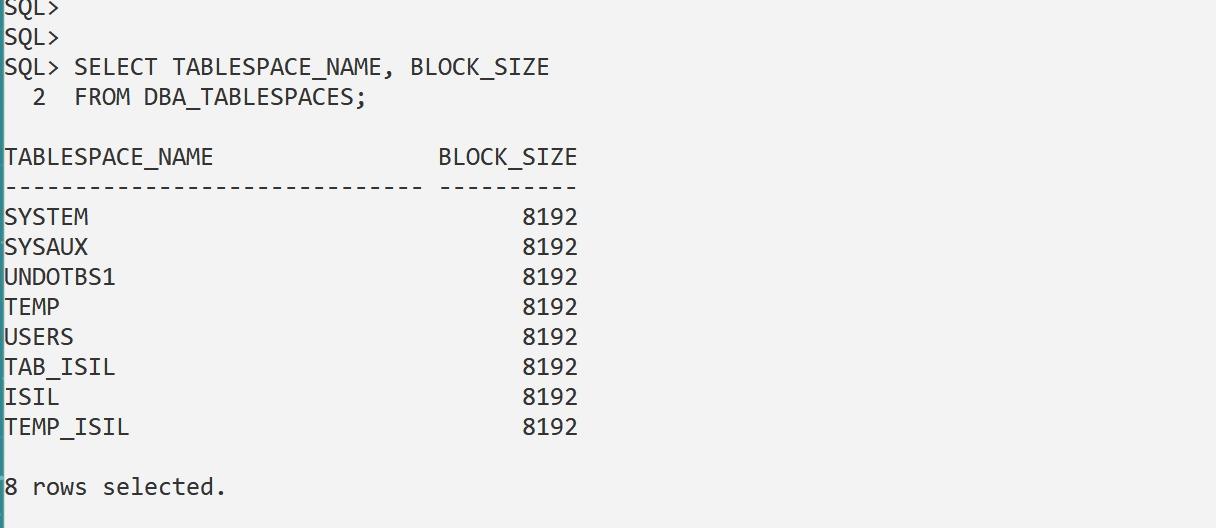 SQL>
SQL>
SQL> SELECT TABLESPACE_NAME, BLOCK_SIZE
  2  FROM DBA_TABLESPACES;

TABLESPACE_NAME                BLOCK_SIZE
------------------------------ ----------
SYSTEM                               8192
SYSAUX                               8192
UNDOTBS1                             8192
TEMP                                 8192
USERS                                8192
TAB_ISIL                             8192
ISIL                                 8192
TEMP_ISIL                            8192

8 rows selected.